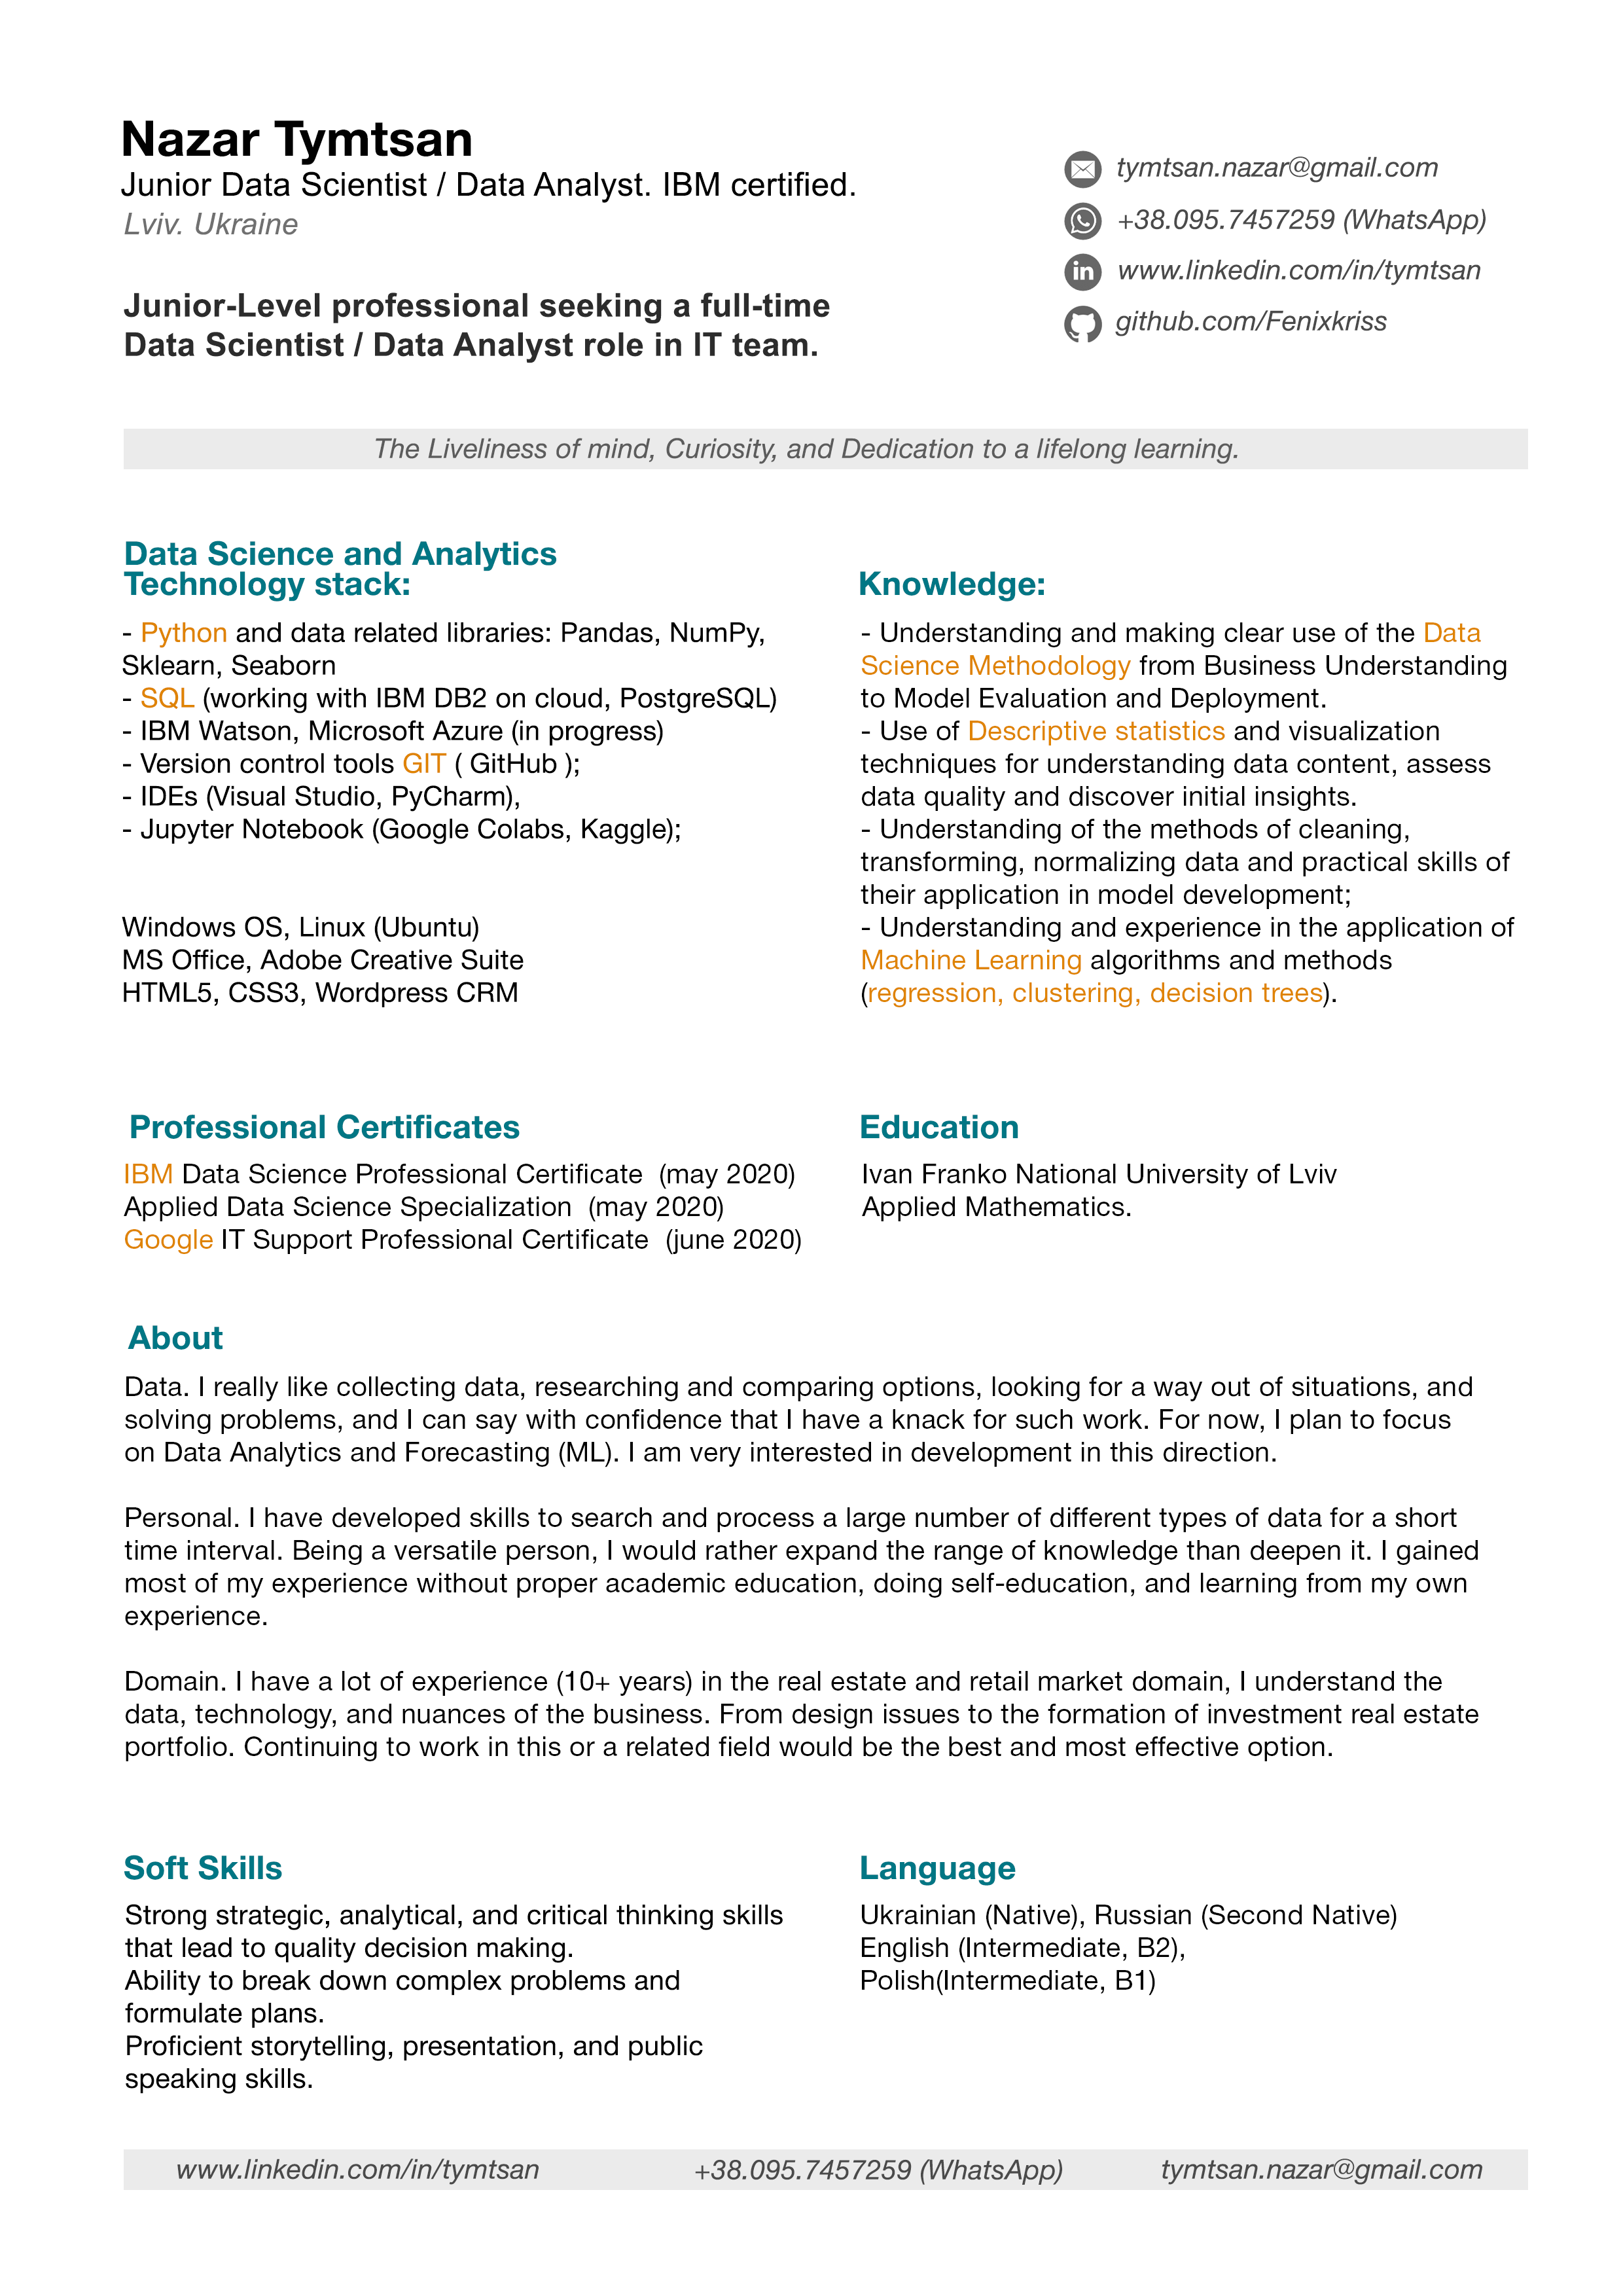 Nazar Tymtsan
Junior Data Scientist / Data Analyst. IBM certified.
Lviv. Ukraine
Junior-Level professional seeking a full-time
Data Scientist / Data Analyst role in IT team.
tymtsan.nazar@gmail.com
+38.095.7457259 (WhatsApp)
in www.linkedin.com/in/tymtsan
github.com/Fenixkriss
The Liveliness of mind, Curiosity, and Dedication to a lifelong learning.
Data Science and Analytics
Technology stack:
- Python and data related libraries: Pandas, NumPy,
Sklearn, Seaborn
- SQL (working with IBM DB2 on cloud, PostgreSQL)
- IBM Watson, Microsoft Azure (in progress)
- Version control tools GIT ( GitHub );
- IDEs (Visual Studio, PyCharm),
- Jupyter Notebook (Google Colabs, Kaggle);
Windows OS, Linux (Ubuntu)
MS Office, Adobe Creative Suite
HTML5, CSS3, Wordpress CRM
Knowledge:
- Understanding and making clear use of the Data
Science Methodology from Business Understanding
to Model Evaluation and Deployment.
- Use of Descriptive statistics and visualization
techniques for understanding data content, assess
data quality and discover initial insights.
- Understanding of the methods of cleaning,
transforming, normalizing data and practical skills of
their application in model development;
- Understanding and experience in the application of
Machine Learning algorithms and methods
(regression, clustering, decision trees).
Professional Certificates
IBM Data Science Professional Certificate (may 2020)
Applied Data Science Specialization (may 2020)
Google IT Support Professional Certificate (june 2020)
Education
Ivan Franko National University of Lviv
Applied Mathematics.
About
Data. I really like collecting data, researching and comparing options, looking for a way out of situations, and
solving problems, and I can say with confidence that I have a knack for such work. For now, I plan to focus
on Data Analytics and Forecasting (ML). I am very interested in development in this direction.
Personal. I have developed skills to search and process a large number of different types of data for a short
time interval. Being a versatile person, I would rather expand the range of knowledge than deepen it. I gained
most of my experience without proper academic education, doing self-education, and learning from my own
experience.
Domain. I have a lot of experience (10+ years) in the real estate and retail market domain, I understand the
data, technology, and nuances of the business. From design issues to the formation of investment real estate
portfolio. Continuing to work in this or a related field would be the best and most effective option.
Soft Skills
Strong strategic, analytical, and critical thinking skills
that lead to quality decision making.
Ability to break down complex problems and
formulate plans.
Proficient storytelling, presentation, and public
speaking skills.
Language
Ukrainian (Native), Russian (Second Native)
English (Intermediate, B2),
Polish(Intermediate, B1)
www.linkedin.com/in/tymtsan +38.095.7457259 (WhatsApp) tymtsan.nazar@gmail.com